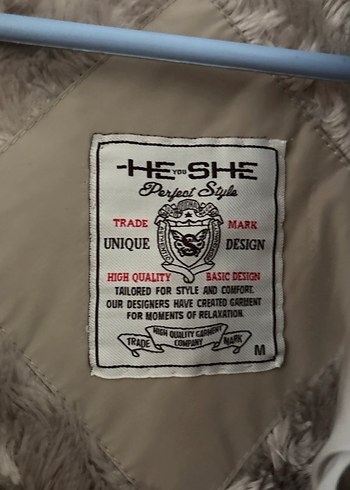 -HE YOU SHE
Perfect Style
TRADE MARK
UNIQUE DESIGN
HIGH QUALITY BASIC DESIGN
TAILORED FOR STYLE AND COMFORT.
OUR DESIGNERS HAVE CREATED GARMENT
FOR MOMENTS OF RELAXATION.
HIGH QUALITY GARMENT
TRADE COMPANY MARK
M